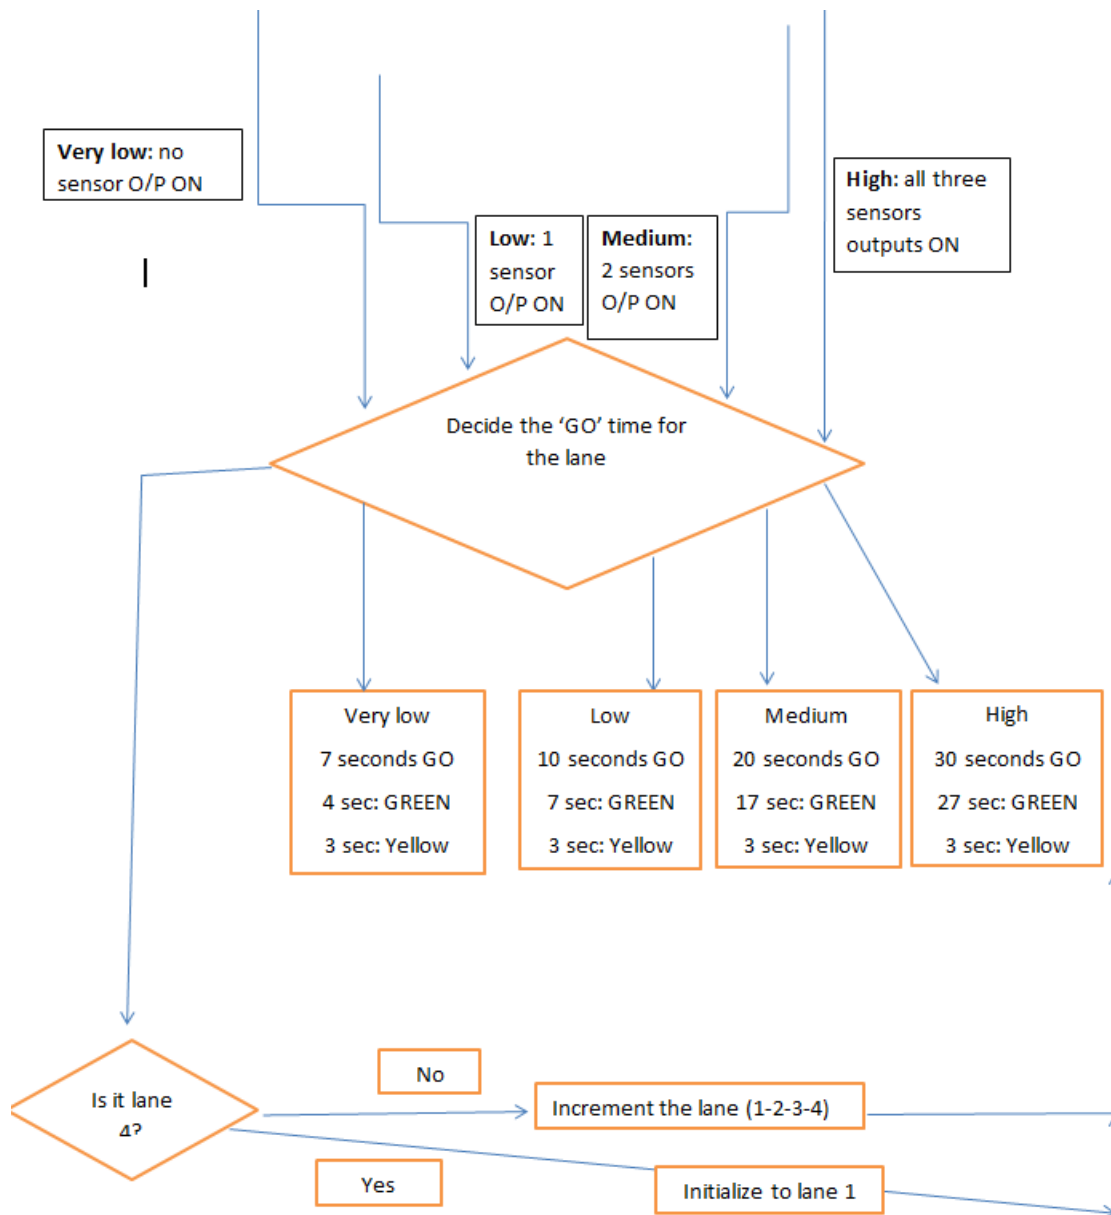 Very low: no
sensor O/P ON
Low: 1
sensor
O/P ON
Medium:
2 sensors
O/P ON
High: all three
sensors
outputs ON
Decide the ‘GO’ time for
the lane
Very low
7 seconds GO
4 sec: GREEN
3 sec: Yellow
Low
10 seconds GO
7 sec: GREEN
3 sec: Yellow
Medium
20 seconds GO
17 sec: GREEN
3 sec: Yellow
High
30 seconds GO
27 sec: GREEN
3 sec: Yellow
Is it lane
4?
No
Increment the lane (1-2-3-4)
Yes
Initialize to lane 1